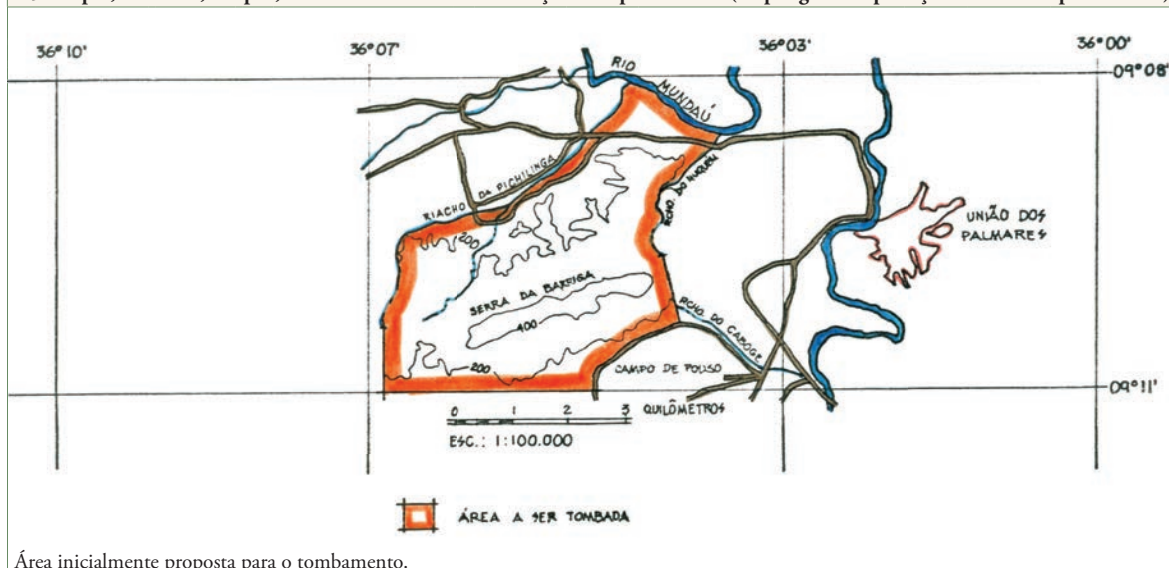 36° 10'
36° 07'
36° 03'
36° 00'
09° 08'
RIO
MUNDAÚ
RIACHO DA PICHILINGA
RCHO. DO
200
UNIÃO DOS
PALMARES
SERRA DA BARRIGA
400
RCHO. DO CABOGE
200
CAMPO DE POUSO
09° 11'
0 1 2 3 QUILÔMETROS
ESC.: 1:100.000
ÁREA A SER TOMBADA
Área inicialmente proposta para o tombamento.